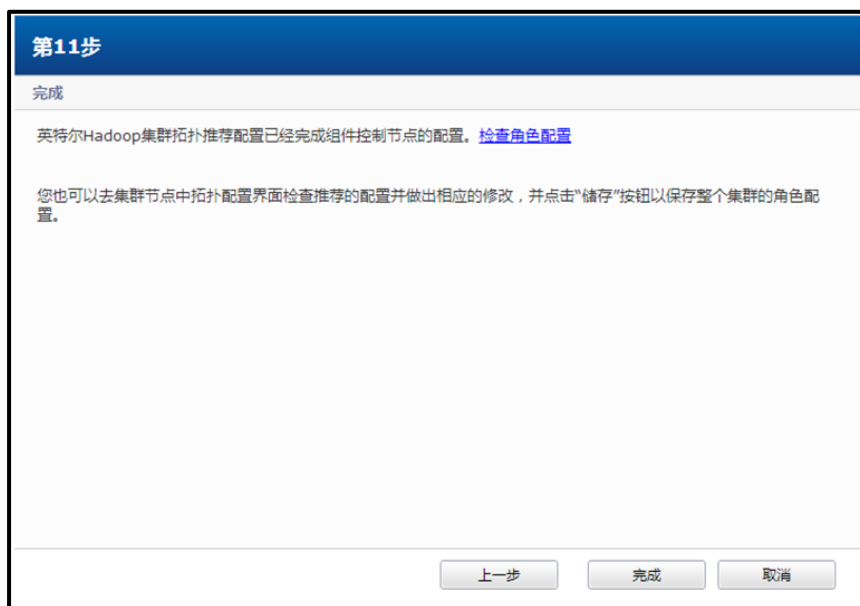 第11步
完成
英特尔Hadoop集群拓扑推荐配置已经完成组件控制节点的配置。检查角色配置
您也可以去集群节点中拓扑配置界面检查推荐的配置并做出相应的修改，并点击“储存”按钮以保存整个集群的角色配
置。
上一步 完成 取消